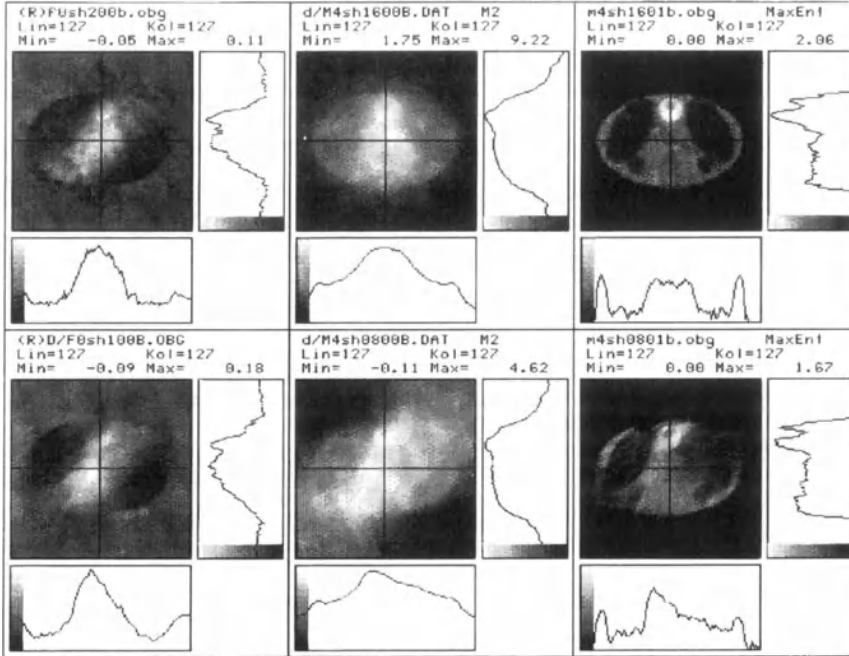 (R)f0sh200b.obg
Lin=127 Kol=127
Min= -0.05 Max= 0.11
d/M4sh1600B.DAT M2
Lin=127 Kol=127
Min= 1.75 Max= 9.22
m4sh1601b.obg MaxEnt
Lin=127 Kol=127
Min= 0.00 Max= 2.06
(R)D/F0sh100B.OBG
Lin=127 Kol=127
Min= -0.09 Max= 0.18
d/M4sh0800B.DAT M2
Lin=127 Kol=127
Min= -0.11 Max= 4.62
m4sh0801b.obg MaxEnt
Lin=127 Kol=127
Min= 0.00 Max= 1.67